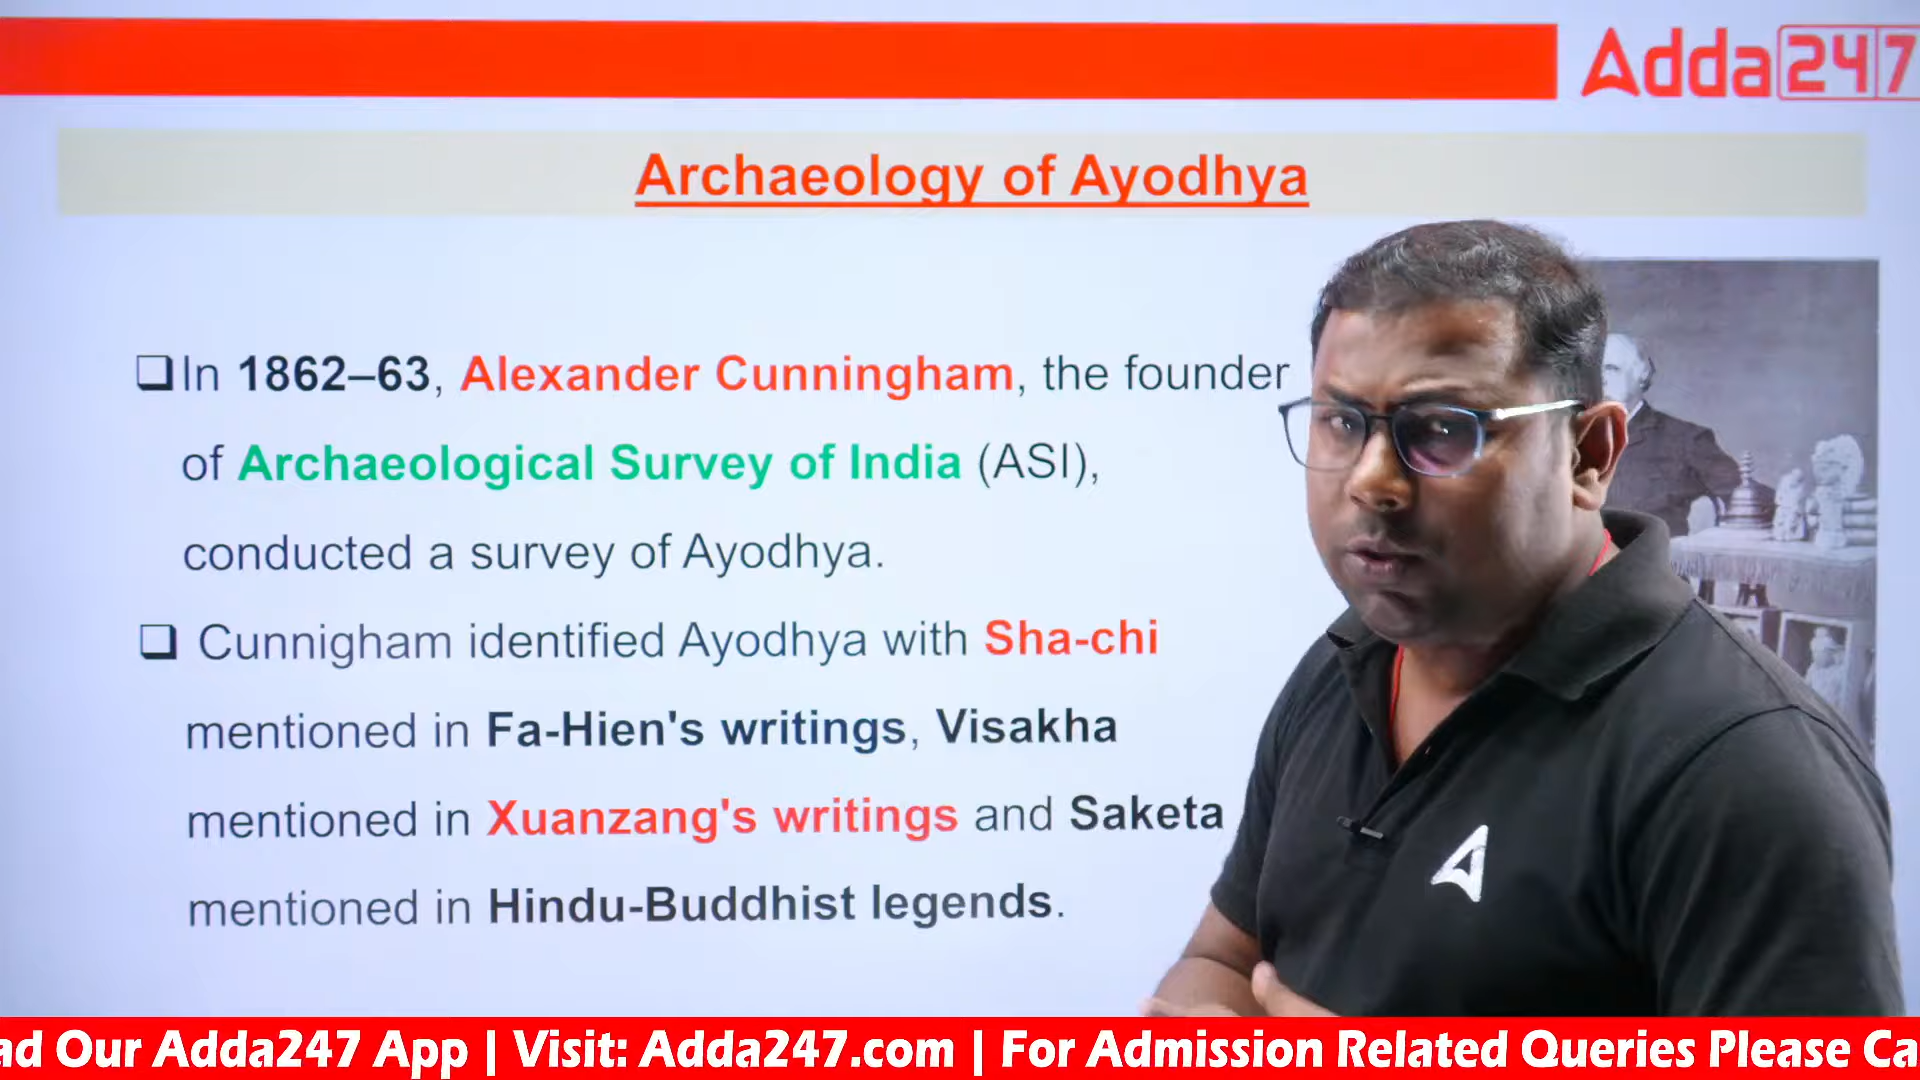 Adda247
Archaeology of Ayodhya
❑In 1862–63, Alexander Cunningham, the founder
of Archaeological Survey of India (ASI),
conducted a survey of Ayodhya.
❑ Cunnigham identified Ayodhya with Sha-chi
mentioned in Fa-Hien's writings, Visakha
mentioned in Xuanzang's writings and Saketa
mentioned in Hindu-Buddhist legends.
ad Our Adda247 App | Visit: Adda247.com | For Admission Related Queries Please Ca